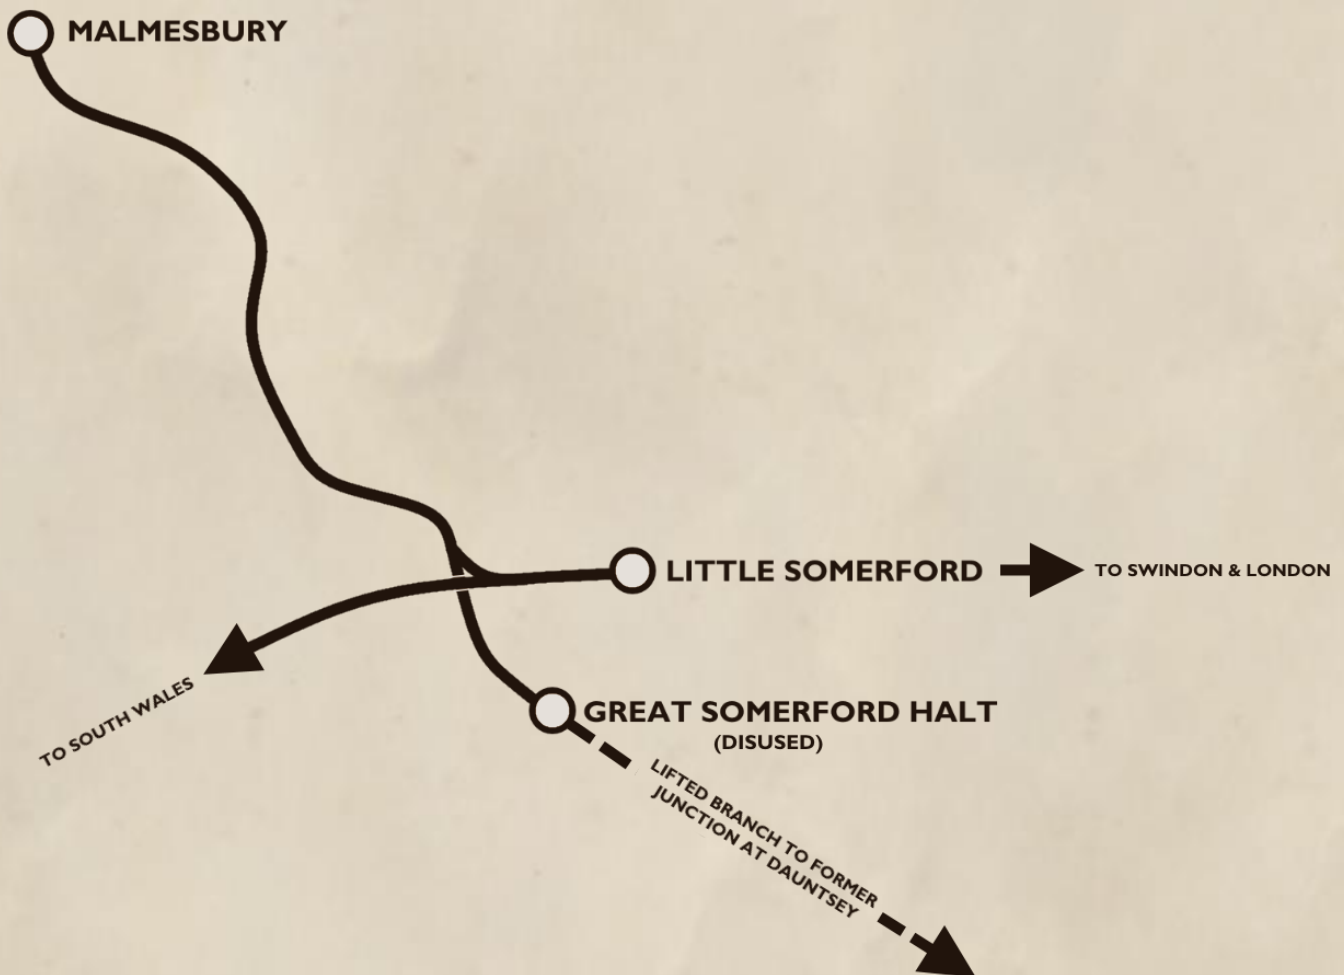 MALMESBURY
LITTLE SOMERFORD
TO SWINDON & LONDON
TO SOUTH WALES
GREAT SOMERFORD HALT
(DISUSED)
LIFTED BRANCH TO FORMER
JUNCTION AT DAUNTSEY